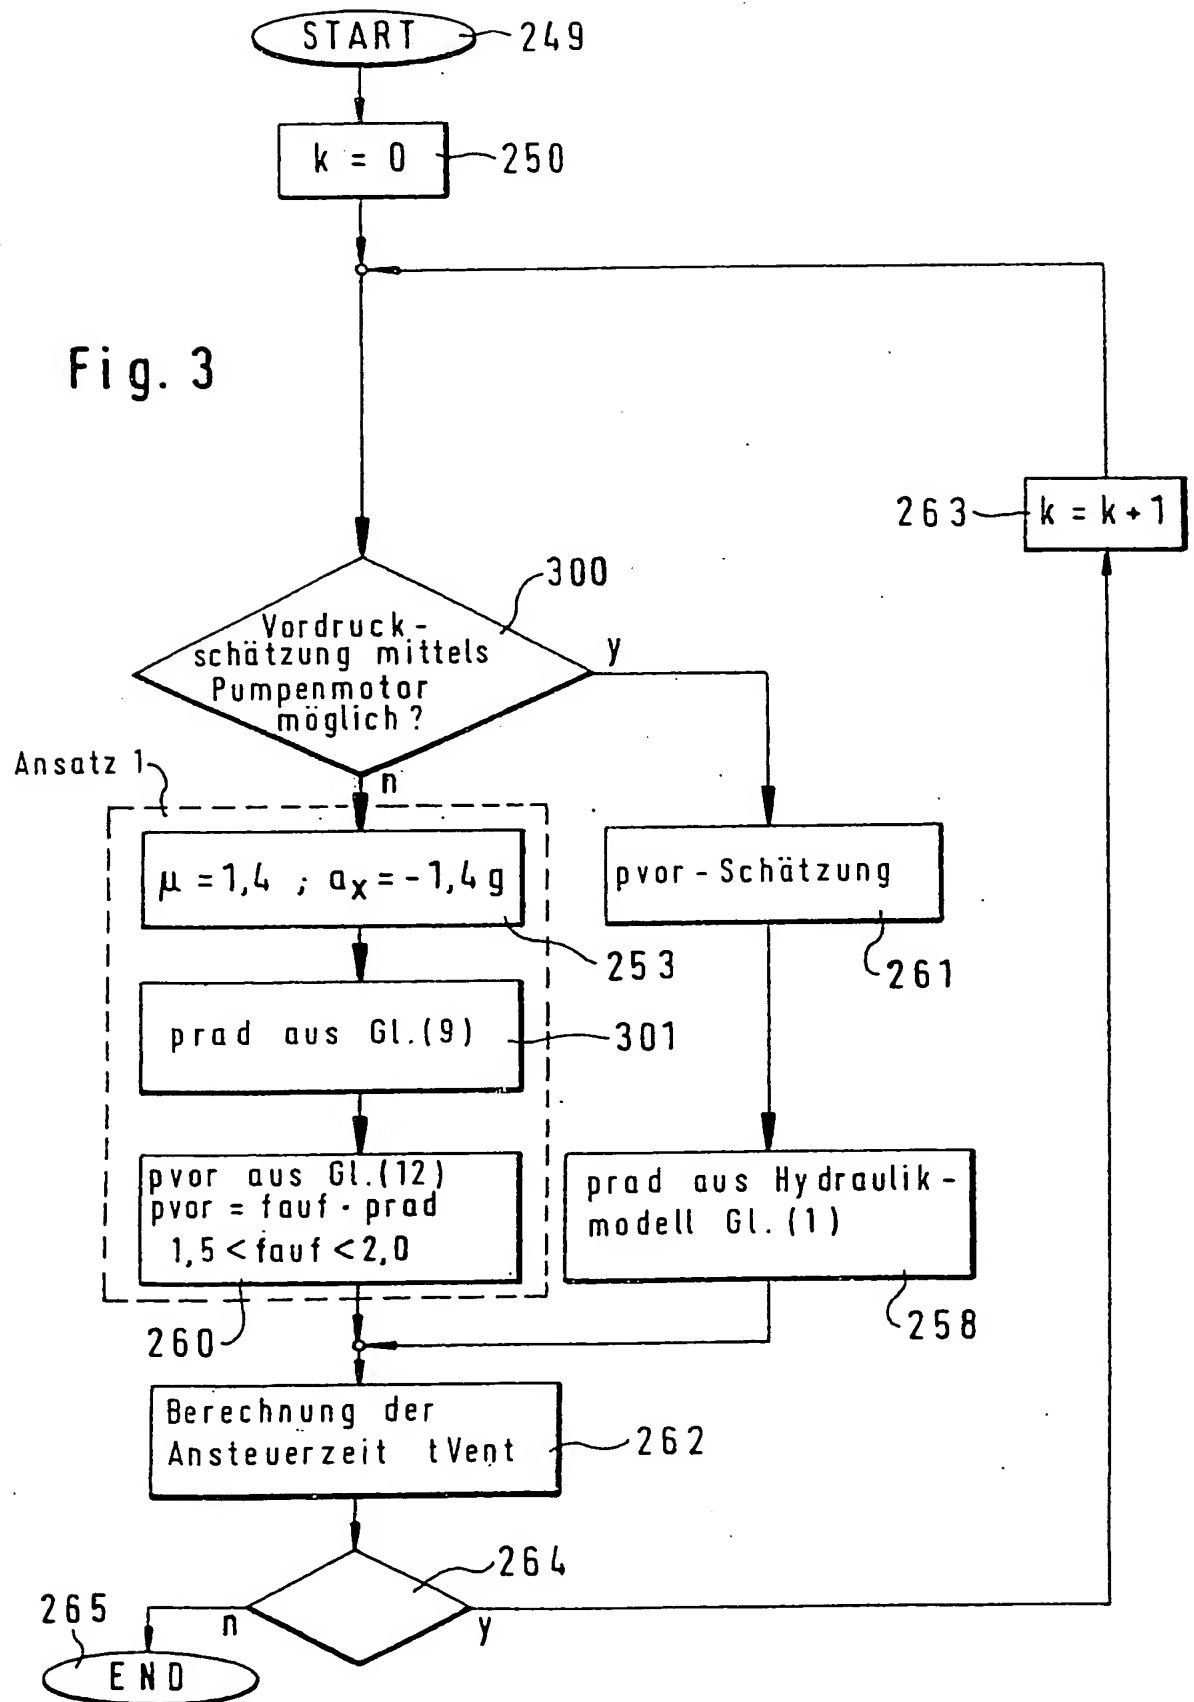 START 249
k = 0 250
Fig. 3
263 k = k + 1
300
Vordruck-
schätzung mittels
Pumpenmotor
möglich?
y
n
Ansatz 1
μ = 1,4 ; ax = -1,4 g
253
pvor - Schätzung
261
prad aus Gl.(9) 301
pvor aus Gl.(12)
pvor = fauf · prad
1,5 < fauf < 2,0
260
prad aus Hydraulik-
modell Gl.(1)
258
Berechnung der
Ansteuerzeit tVent
262
264
n
y
265
END